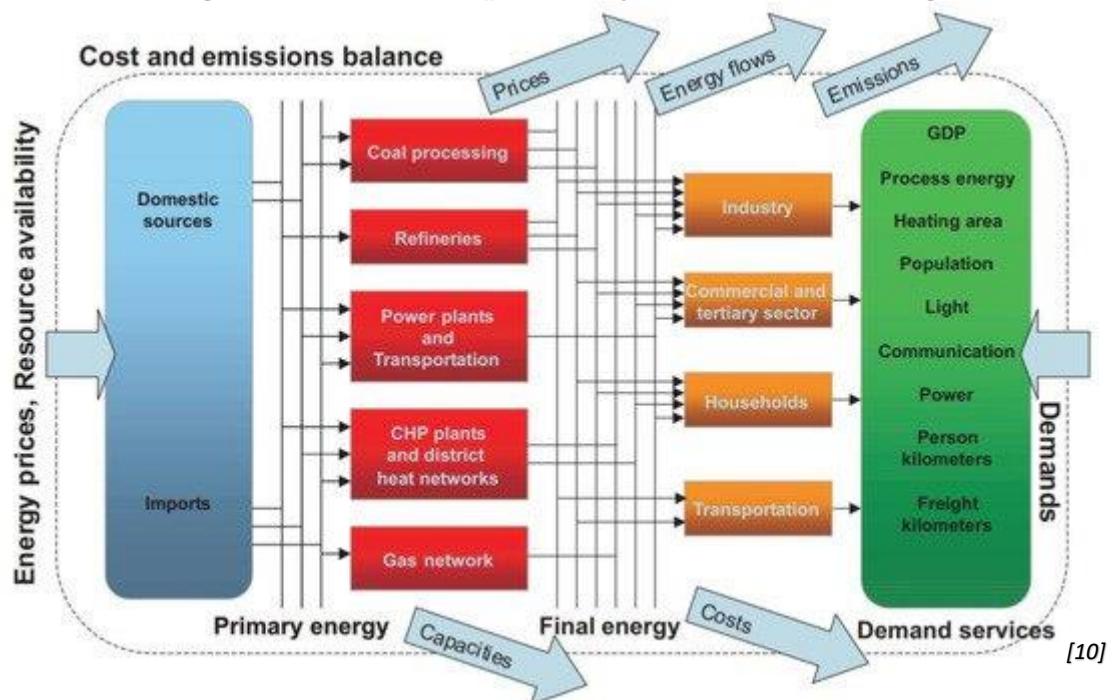 Cost and emissions balance
Prices
Energy flows
Emissions
Energy prices, Resource availability
Domestic
sources
Imports
Coal processing
Refineries
Power plants
and
Transportation
CHP plants
and district
heat networks
Gas network
Industry
Commercial and
tertiary sector
Households
Transportation
GDP
Process energy
Heating area
Population
Light
Communication
Power
Person
kilometers
Freight
kilometers
Demands
Primary energy
Capacities
Final energy
Costs
Demand services
[10]